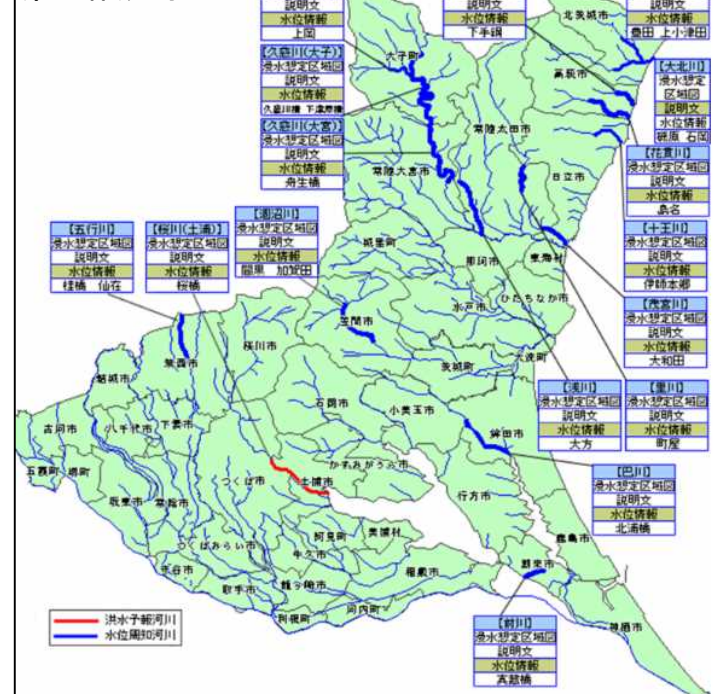 浸水想定区域図
説明文
水位情報
上岡
説明文
水位情報
下手綱
説明文
水位情報
豊田 上小津田
北茨城市
【久慈川(太子)】
浸水想定区域図
説明文
水位情報
大子町
高萩市
【大北川】
浸水想定
区域図
説明文
水位情報
磯原 石岡
【久慈川(大宮)】
浸水想定区域図
説明文
水位情報
舟生橋
常陸太田市
常陸大宮市
日立市
【花貫川】
浸水想定区域図
説明文
水位情報
島名
【五行川】
浸水想定区域図
説明文
水位情報
桂橋 仙在
【桜川(土浦)】
浸水想定区域図
説明文
水位情報
桜橋
【涸沼川】
浸水想定区域図
説明文
水位情報
城里町
那珂市
東海村
【十王川】
浸水想定区域図
説明文
水位情報
伊師本郷
水戸市
ひたちなか市
笠間市
【茂宮川】
浸水想定区域図
説明文
水位情報
大和田
筑西市
桜川市
大洗町
茨城町
結城市
【浅川】
浸水想定区域図
説明文
水位情報
大方
【里川】
浸水想定区域図
説明文
水位情報
町屋
石岡市
小美玉市
鉾田市
古河市
八千代町
下妻市
かすみがうら市
五霞町
境町
つくば市
土浦市
行方市
【巴川】
浸水想定区域図
説明文
水位情報
北浦橋
坂東市
常総市
つくばみらい市
阿見町
美浦村
牛久市
鹿嶋市
守谷市
取手市
龍ヶ崎市
稲敷市
潮来市
利根町
河内町
神栖市
洪水予報河川
水位周知河川
【前川】
浸水想定区域図
説明文
水位情報